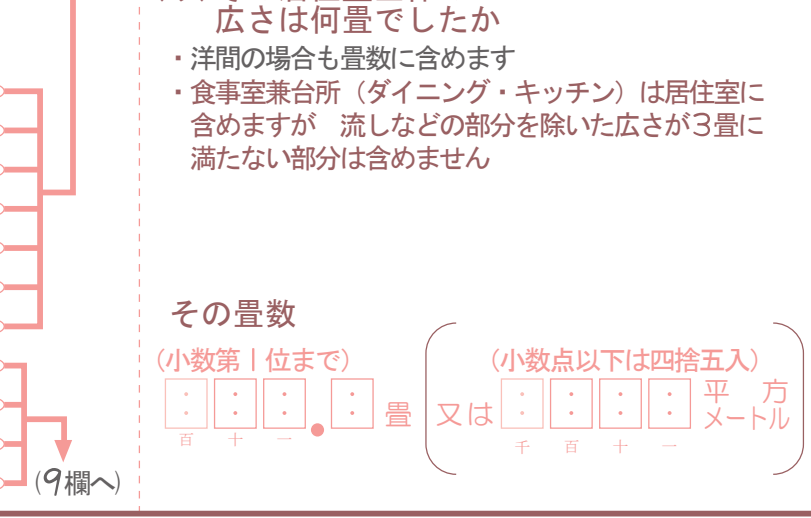 広さは何畳でしたか
・洋間の場合も畳数に含めます
・食事室兼台所（ダイニング・キッチン）は居住室に
含めますが　流しなどの部分を除いた広さが３畳に
満たない部分は含めません
その畳数
(小数第１位まで)
(小数点以下は四捨五入)
百 十 一 . 畳
又は 千 百 十 一 平方メートル
(9欄へ)